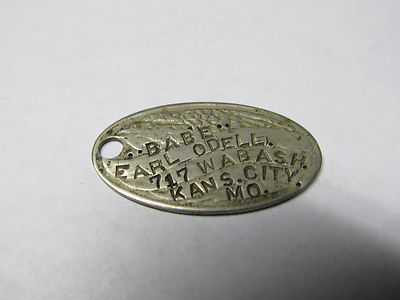 ..BABE..
EARL ODELL.
717 WABASH
KANS. CITY
MO.